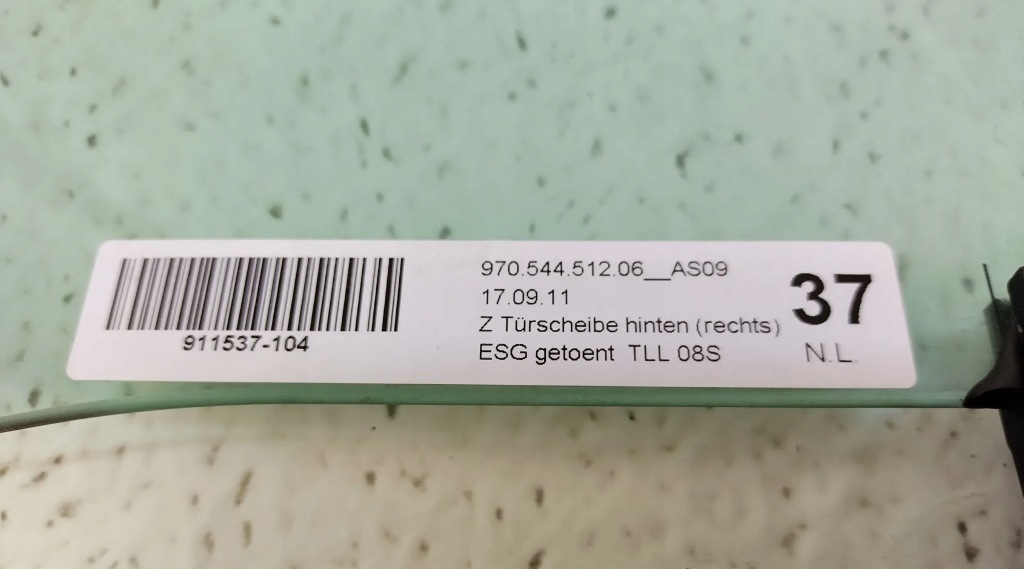 970.544.512.06__AS09
17.09.11
Z Türscheibe hinten (rechts)
ESG getoent TLL 08S
37
N.L.
911537-104